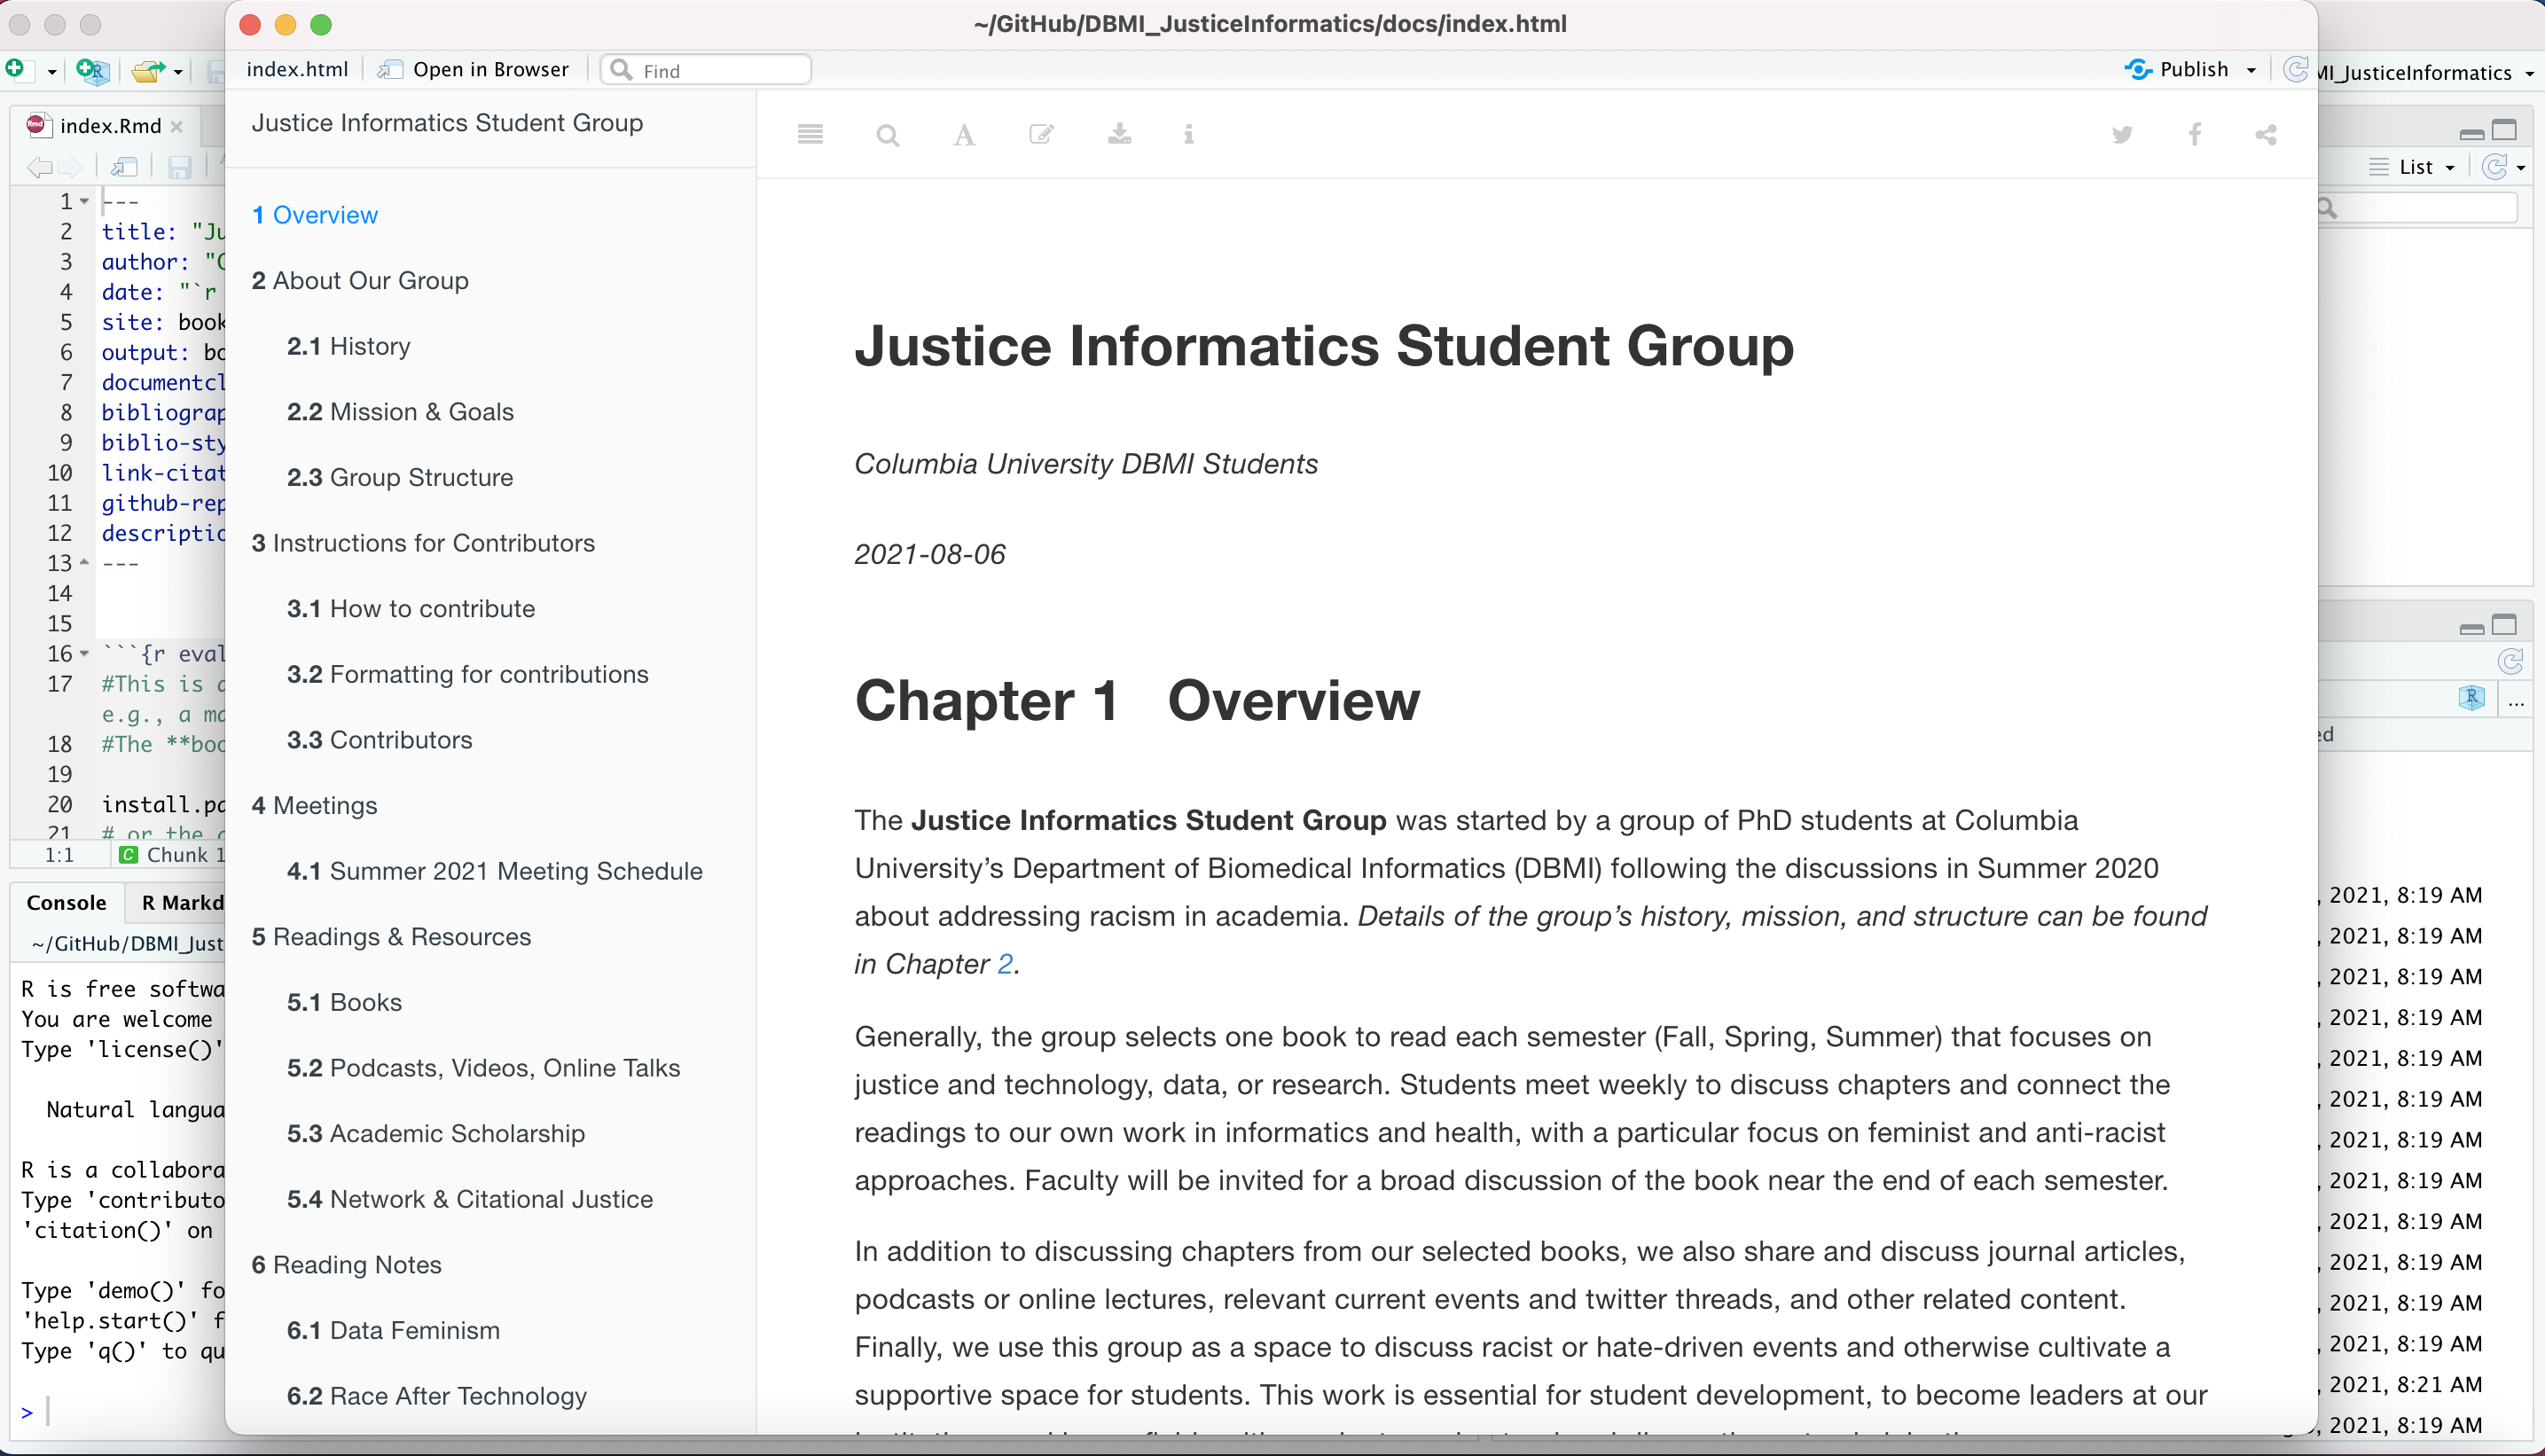 ~/GitHub/DBMI_JusticeInformatics/docs/index.html
index.html
Open in Browser
Find
Publish
MI_JusticeInformatics
index.Rmd
List
1 ---
2 title: "Ju
3 author: "C
4 date: "`r
5 site: book
6 output: bo
7 documentcl
8 bibliograp
9 biblio-sty
10 link-citat
11 github-rep
12 descriptio
13 ---
14
15
16 ```{r eval
17 #This is a
e.g., a ma
18 #The **boo
19
20 install.pa
21 # or the
1:1
Chunk 1
Console
R Markd
~/GitHub/DBMI_Just
R is free softwa
You are welcome
Type 'license()'
Natural langua
R is a collabora
Type 'contributo
'citation()' on
Type 'demo()' fo
'help.start()' f
Type 'q()' to qu
>
Justice Informatics Student Group
1 Overview
2 About Our Group
2.1 History
2.2 Mission & Goals
2.3 Group Structure
3 Instructions for Contributors
3.1 How to contribute
3.2 Formatting for contributions
3.3 Contributors
4 Meetings
4.1 Summer 2021 Meeting Schedule
5 Readings & Resources
5.1 Books
5.2 Podcasts, Videos, Online Talks
5.3 Academic Scholarship
5.4 Network & Citational Justice
6 Reading Notes
6.1 Data Feminism
6.2 Race After Technology
Justice Informatics Student Group
Columbia University DBMI Students
2021-08-06
Chapter 1 Overview
The Justice Informatics Student Group was started by a group of PhD students at Columbia
University’s Department of Biomedical Informatics (DBMI) following the discussions in Summer 2020
about addressing racism in academia. Details of the group’s history, mission, and structure can be found
in Chapter 2.
Generally, the group selects one book to read each semester (Fall, Spring, Summer) that focuses on
justice and technology, data, or research. Students meet weekly to discuss chapters and connect the
readings to our own work in informatics and health, with a particular focus on feminist and anti-racist
approaches. Faculty will be invited for a broad discussion of the book near the end of each semester.
In addition to discussing chapters from our selected books, we also share and discuss journal articles,
podcasts or online lectures, relevant current events and twitter threads, and other related content.
Finally, we use this group as a space to discuss racist or hate-driven events and otherwise cultivate a
supportive space for students. This work is essential for student development, to become leaders at our
...
ed
, 2021, 8:19 AM
, 2021, 8:19 AM
, 2021, 8:19 AM
, 2021, 8:19 AM
, 2021, 8:19 AM
, 2021, 8:19 AM
, 2021, 8:19 AM
, 2021, 8:19 AM
, 2021, 8:19 AM
, 2021, 8:19 AM
, 2021, 8:19 AM
, 2021, 8:19 AM
, 2021, 8:21 AM
, 2021, 8:19 AM